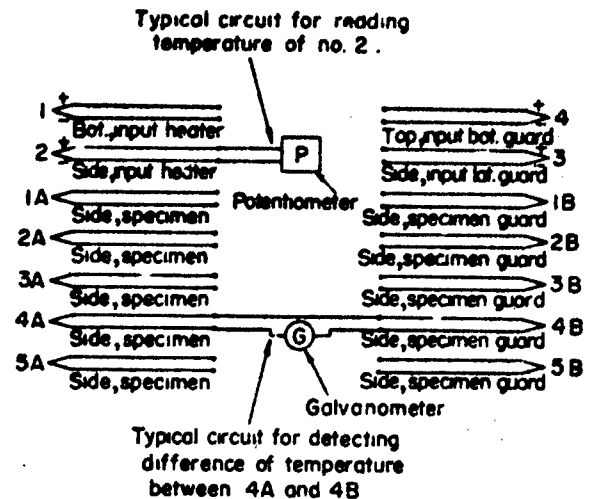 Typical circuit for reading
temperature of no. 2.
1 + -
Bot., input heater
2 + -
Side, input heater
1A
Side, specimen
2A
Side, specimen
3A
Side, specimen
4A
Side, specimen
5A
Side, specimen
P
Potentiometer
+ - 4
Top, input bot. guard
+ - 3
Side, input lat. guard
1B
Side, specimen guard
2B
Side, specimen guard
3B
Side, specimen guard
4B
Side, specimen guard
5B
Side, specimen guard
G
Galvanometer
Typical circuit for detecting
difference of temperature
between 4A and 4B